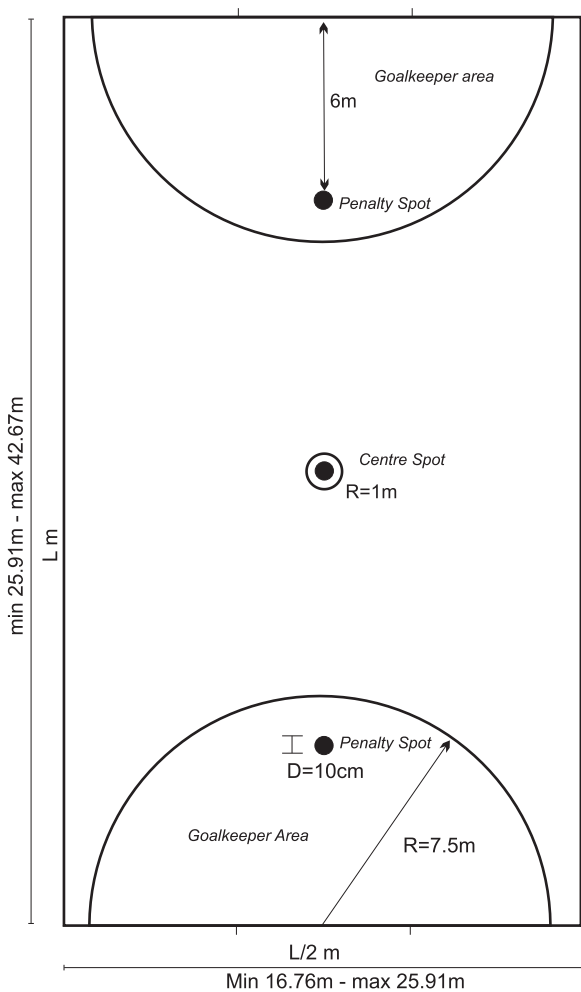 Goalkeeper area
6m
Penalty Spot
Centre Spot
R=1m
min 25.91m - max 42.67m
L m
Penalty Spot
D=10cm
Goalkeeper Area
R=7.5m
L/2 m
Min 16.76m - max 25.91m